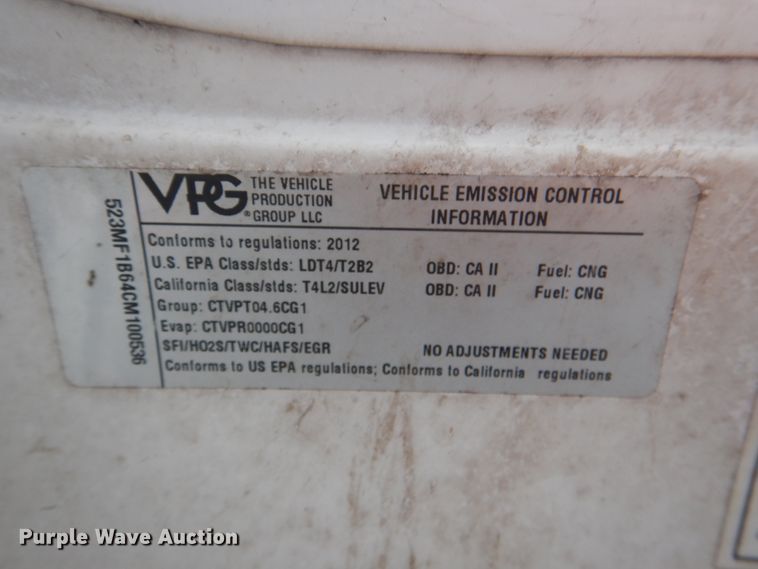 VPG
THE VEHICLE
PRODUCTION
® GROUP LLC
VEHICLE EMISSION CONTROL
INFORMATION
523MF1B64CM100536
Conforms to regulations: 2012
U.S. EPA Class/stds: LDT4/T2B2 OBD: CA II Fuel: CNG
California Class/stds: T4L2/SULEV OBD: CA II Fuel: CNG
Group: CTVPT04.6CG1
Evap: CTVPR0000CG1
SFI/HO2S/TWC/HAFS/EGR NO ADJUSTMENTS NEEDED
Conforms to US EPA regulations; Conforms to California regulations
Purple Wave Auction